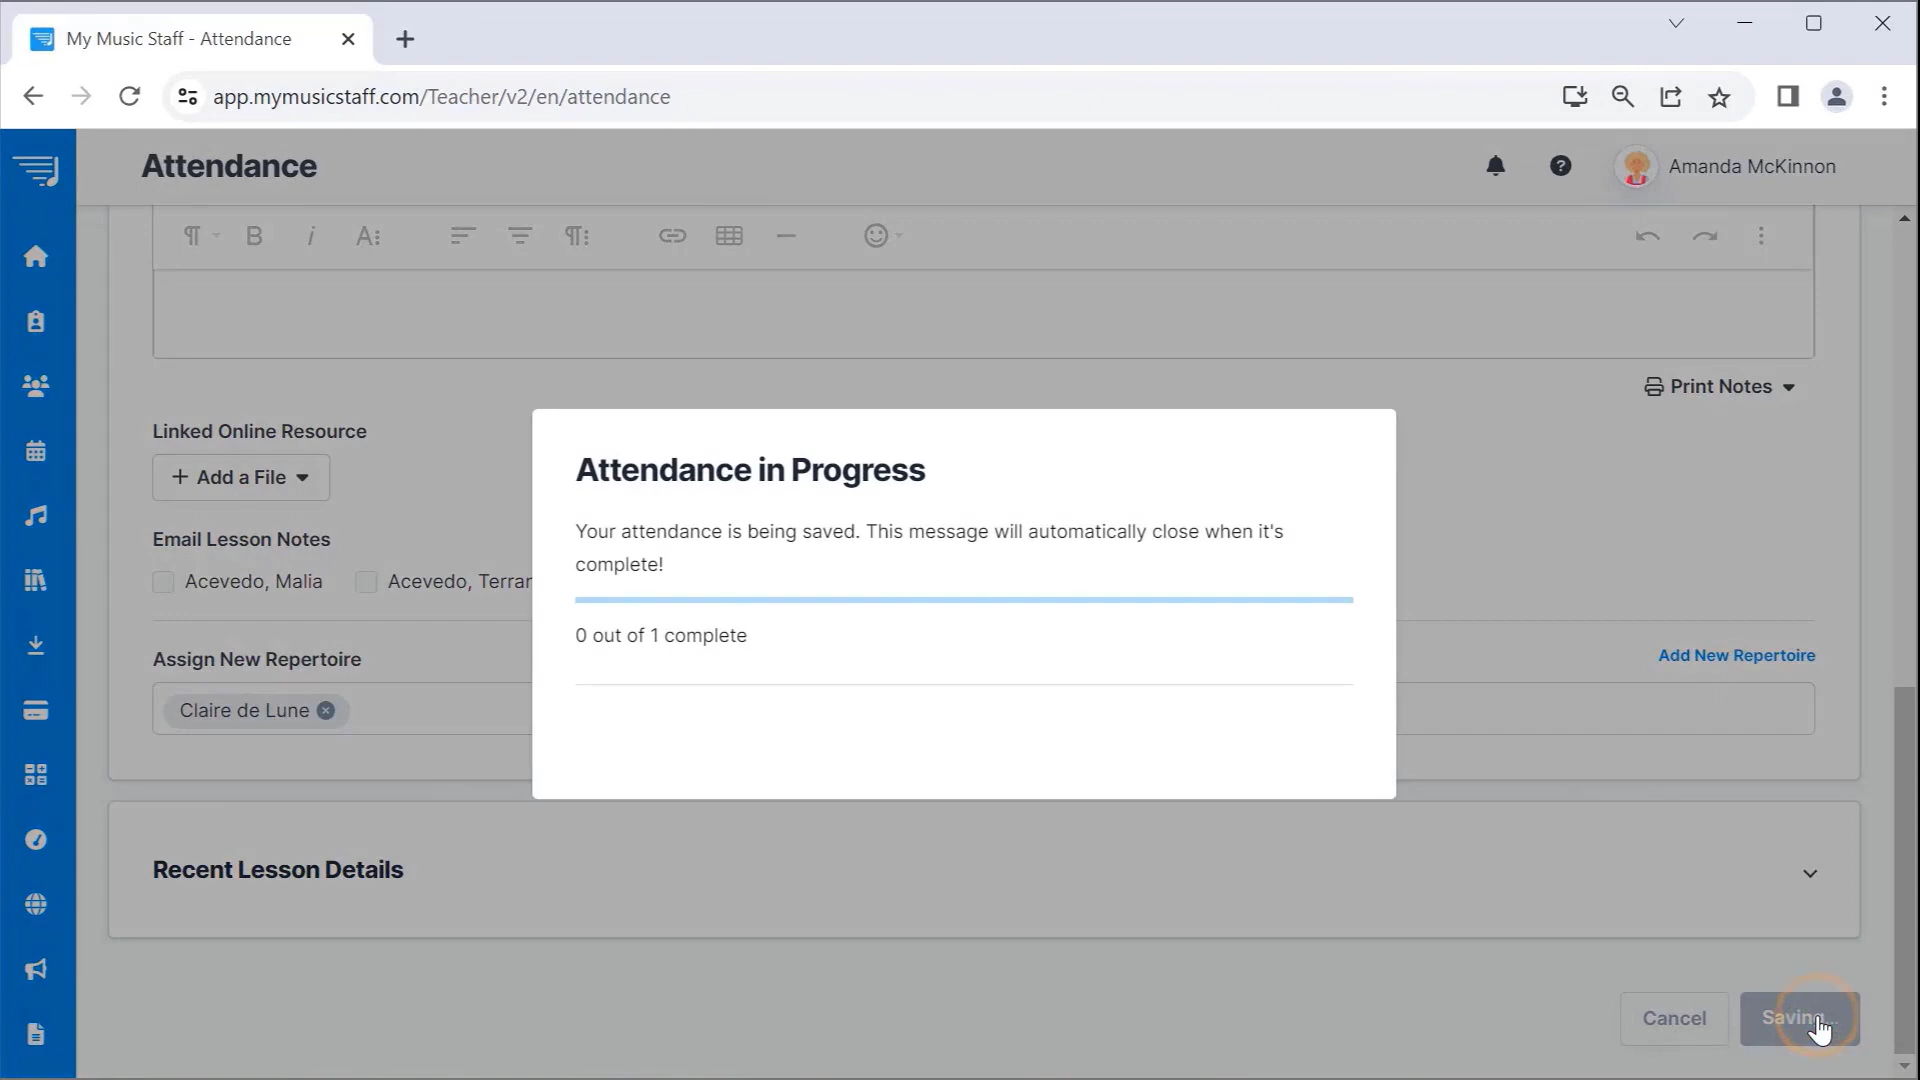 My Music Staff - Attendance
app.mymusicstaff.com/Teacher/v2/en/attendance
Attendance
Amanda McKinnon
Print Notes
Linked Online Resource
+ Add a File
Email Lesson Notes
Acevedo, Malia
Acevedo, Terran
Assign New Repertoire
Add New Repertoire
Claire de Lune
Attendance in Progress
Your attendance is being saved. This message will automatically close when it's
complete!
0 out of 1 complete
Recent Lesson Details
Cancel
Saving...